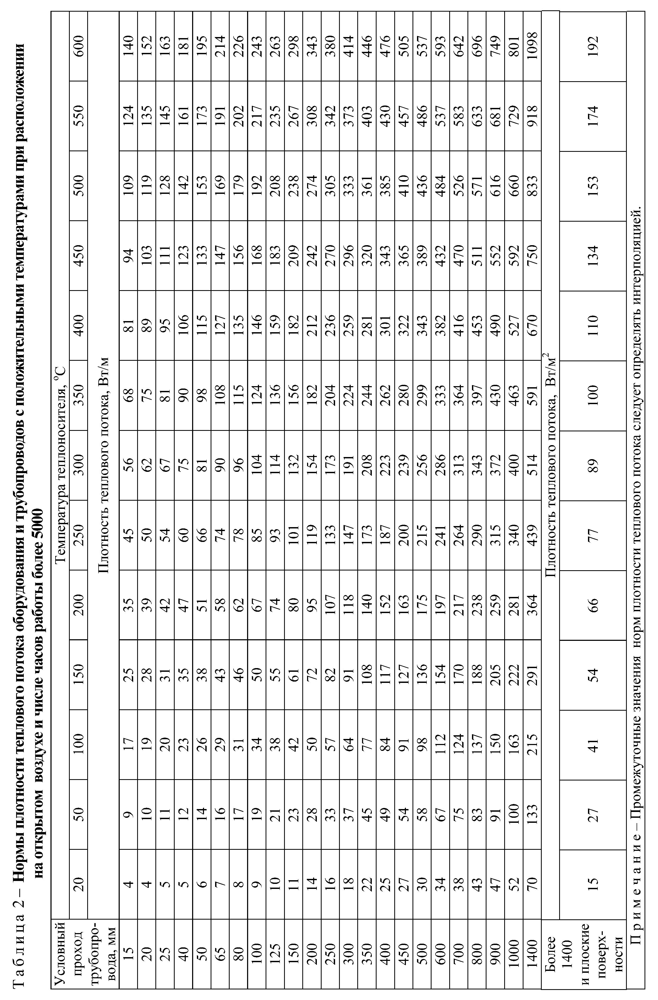 Таблица 2 – Нормы плотности теплового потока оборудования и трубопроводов с положительными температурами при расположении
на открытом воздухе и числе часов работы более 5000
Условный
проход
трубопро-
вода, мм
Температура теплоносителя, °С
20 50 100 150 200 250 300 350 400 450 500 550 600
Плотность теплового потока, Вт/м
15 4 9 17 25 35 45 56 68 81 94 109 124 140
20 4 10 19 28 39 50 62 75 89 103 119 135 152
25 5 11 20 31 42 54 67 81 95 111 128 145 163
40 5 12 23 35 47 60 75 90 106 123 142 161 181
50 6 14 26 38 51 66 81 98 115 133 153 173 195
65 7 16 29 43 58 74 90 108 127 147 169 191 214
80 8 17 31 46 62 78 96 115 135 156 179 202 226
100 9 19 34 50 67 85 104 124 146 168 192 217 243
125 10 21 38 55 74 93 114 136 159 183 208 235 263
150 11 23 42 61 80 101 132 156 182 209 238 267 298
200 14 28 50 72 95 119 154 182 212 242 274 308 343
250 16 33 57 82 107 133 173 204 236 270 305 342 380
300 18 37 64 91 118 147 191 224 259 296 333 373 414
350 22 45 77 108 140 173 208 244 281 320 361 403 446
400 25 49 84 117 152 187 223 262 301 343 385 430 476
450 27 54 91 127 163 200 239 280 322 365 410 457 505
500 30 58 98 136 175 215 256 299 343 389 436 486 537
600 34 67 112 154 197 241 286 333 382 432 484 537 593
700 38 75 124 170 217 264 313 364 416 470 526 583 642
800 43 83 137 188 238 290 343 397 453 511 571 633 696
900 47 91 150 205 259 315 372 430 490 552 616 681 749
1000 52 100 163 222 281 340 400 463 527 592 660 729 801
1400 70 133 215 291 364 439 514 591 670 750 833 918 1098
Более
1400
и плоские
поверх-
ности
Плотность теплового потока, Вт/м²
15 27 41 54 66 77 89 100 110 134 153 174 192
Примечание – Промежуточные значения норм плотности теплового потока следует определять интерполяцией.